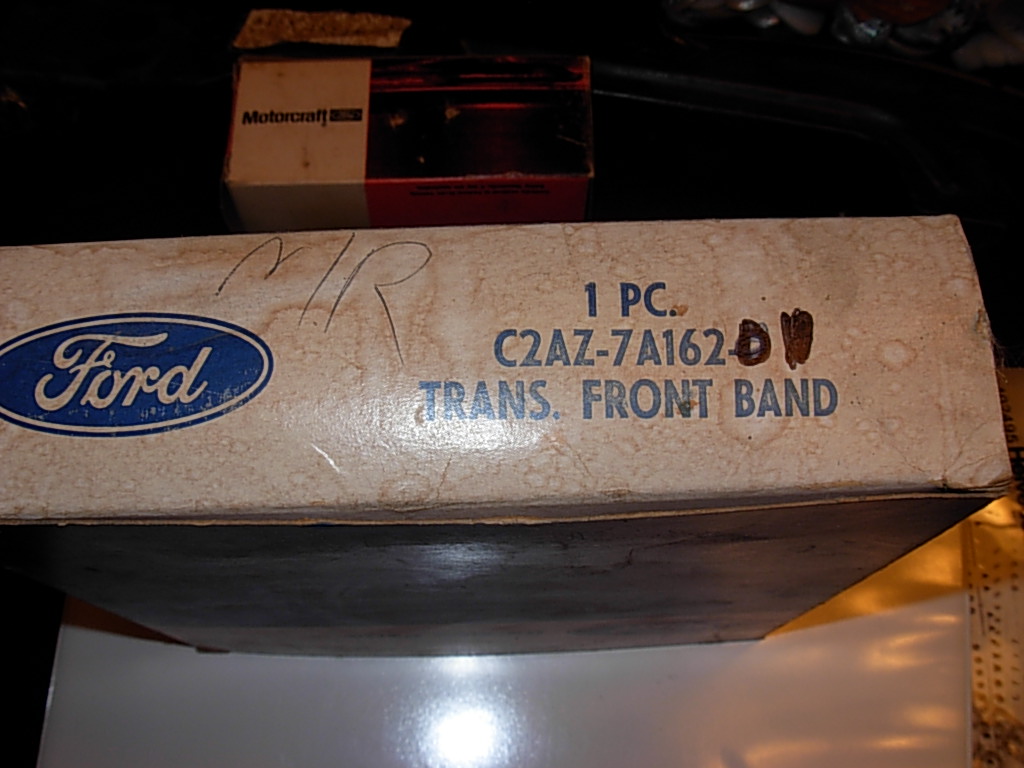 Motorcraft
N/R
Ford
1 PC.
C2AZ-7A162-D
TRANS. FRONT BAND